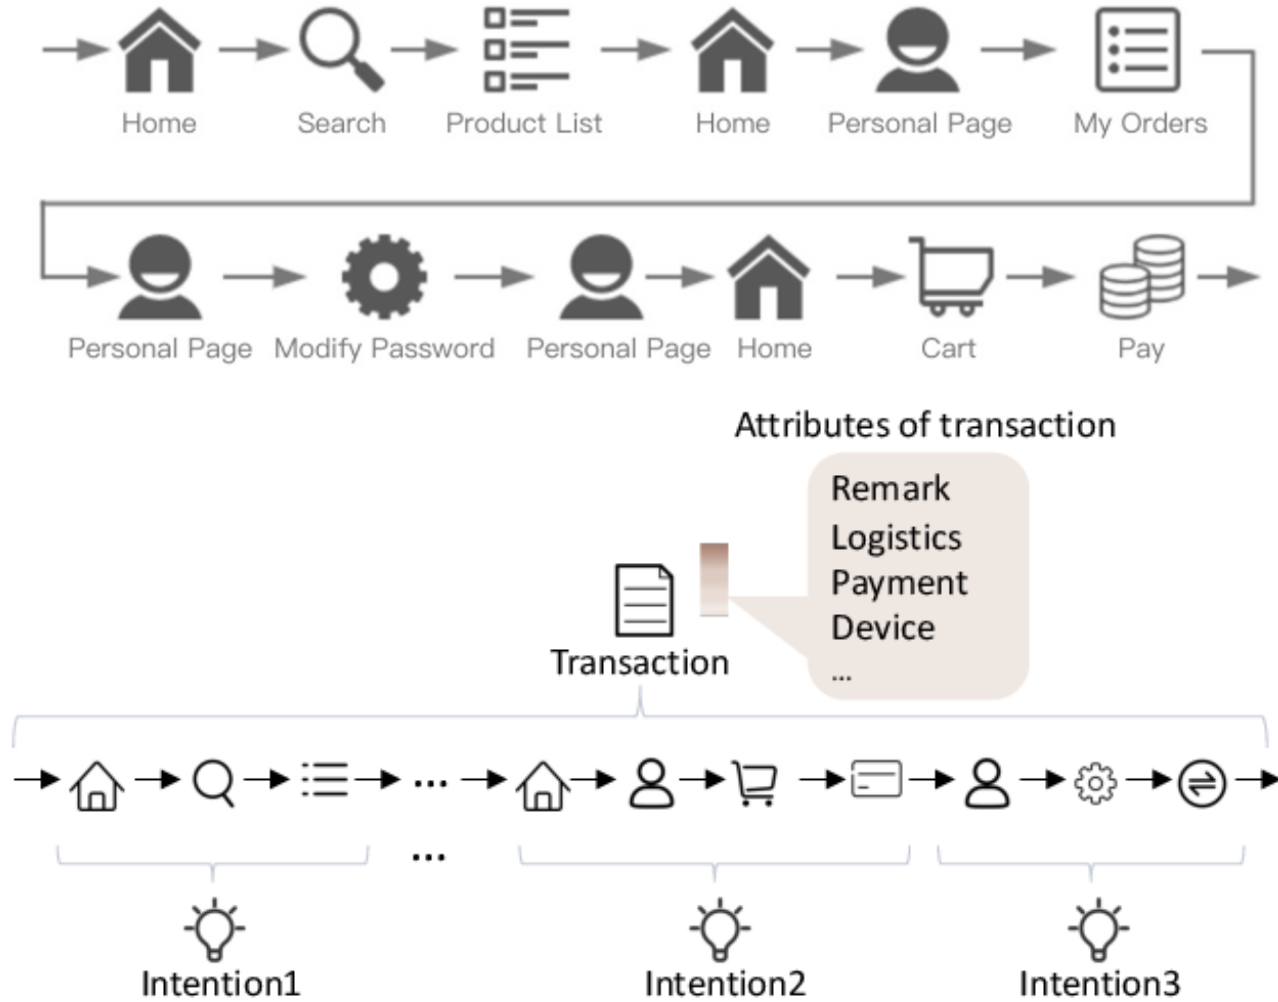 Home Search Product List Home Personal Page My Orders
Personal Page Modify Password Personal Page Home Cart Pay
Attributes of transaction
Remark
Logistics
Payment
Device
...
Transaction
...
...
Intention1 Intention2 Intention3